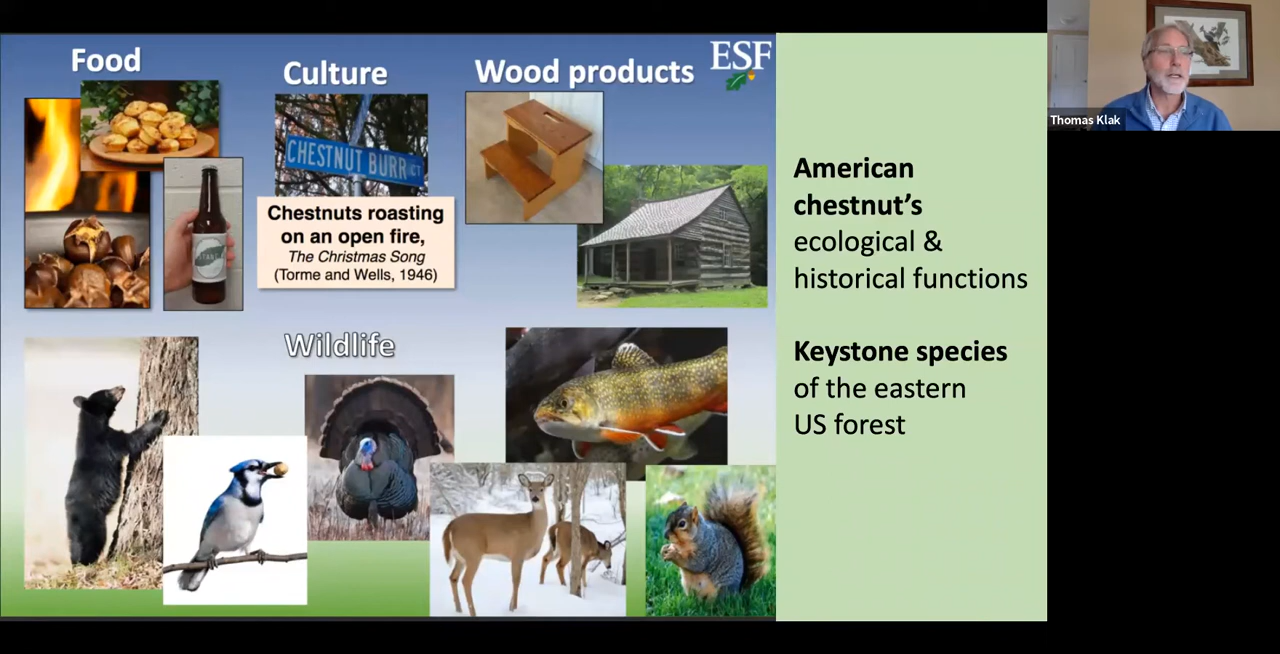 Food
Culture
Wood products
ESF
CHESTNUT BURR CT
Chestnuts roasting
on an open fire,
The Christmas Song
(Torme and Wells, 1946)
Wildlife
American
chestnut’s
ecological &
historical functions
Keystone species
of the eastern
US forest
Thomas Klak